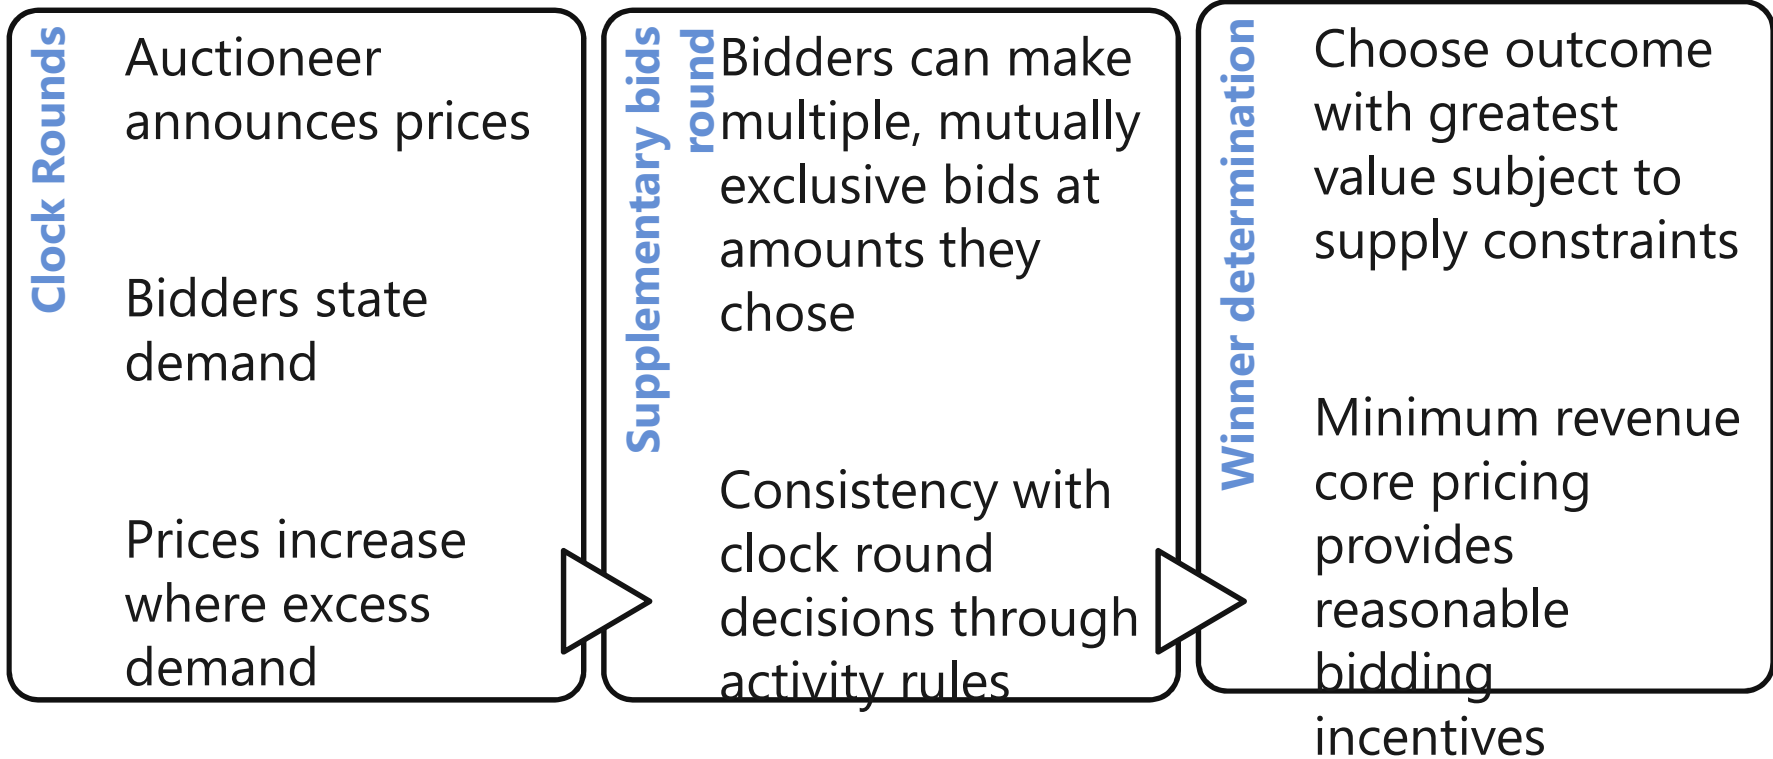 Clock Rounds
Auctioneer
announces prices
Bidders state
demand
Prices increase
where excess
demand
Supplementary bids
round
Bidders can make
multiple, mutually
exclusive bids at
amounts they
chose
Consistency with
clock round
decisions through
activity rules
Winner determination
Choose outcome
with greatest
value subject to
supply constraints
Minimum revenue
core pricing
provides
reasonable
bidding
incentives